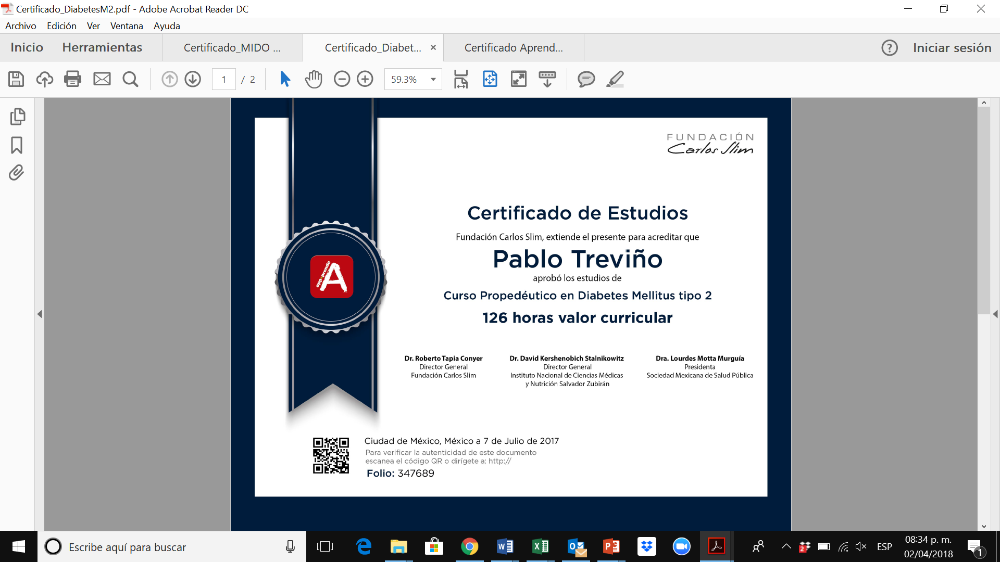 Certificado_DiabetesM2.pdf - Adobe Acrobat Reader DC
Archivo Edición Ver Ventana Ayuda
Inicio Herramientas Certificado_MIDO ... Certificado_Diabet... × Certificado Aprend... ? Iniciar sesión
1 / 2 59.3%
FUNDACIÓN
Carlos Slim
Certificado de Estudios
Fundación Carlos Slim, extiende el presente para acreditar que
Pablo Treviño
aprobó los estudios de
Curso Propedéutico en Diabetes Mellitus tipo 2
126 horas valor curricular
app prende
A
Dr. Roberto Tapia Conyer
Director General
Fundación Carlos Slim
Dr. David Kershenobich Stalnikowitz
Director General
Instituto Nacional de Ciencias Médicas
y Nutrición Salvador Zubirán
Dra. Lourdes Motta Murguía
Presidenta
Sociedad Mexicana de Salud Pública
Ciudad de México, México a 7 de Julio de 2017
Para verificar la autenticidad de este documento
escanea el código QR o dirígete a: http://
Folio: 347689
Escribe aquí para buscar
2
ESP
08:34 p. m.
02/04/2018
1